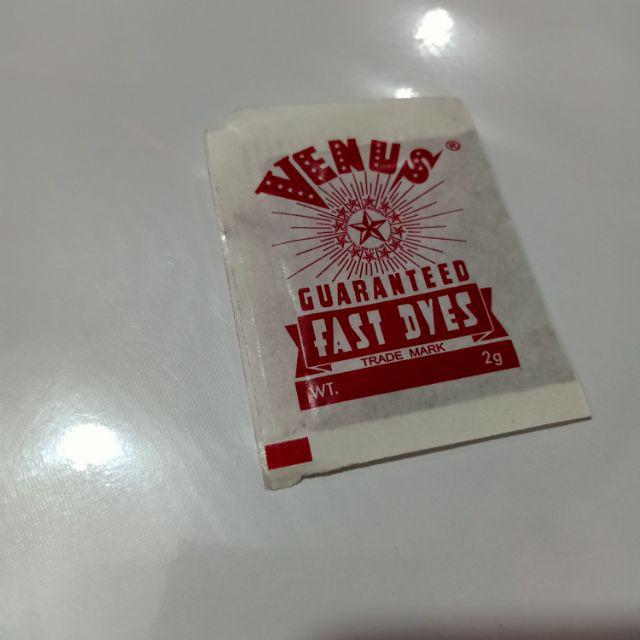 VENUS®
GUARANTEED
FAST DYES
TRADE MARK
WT. 2g